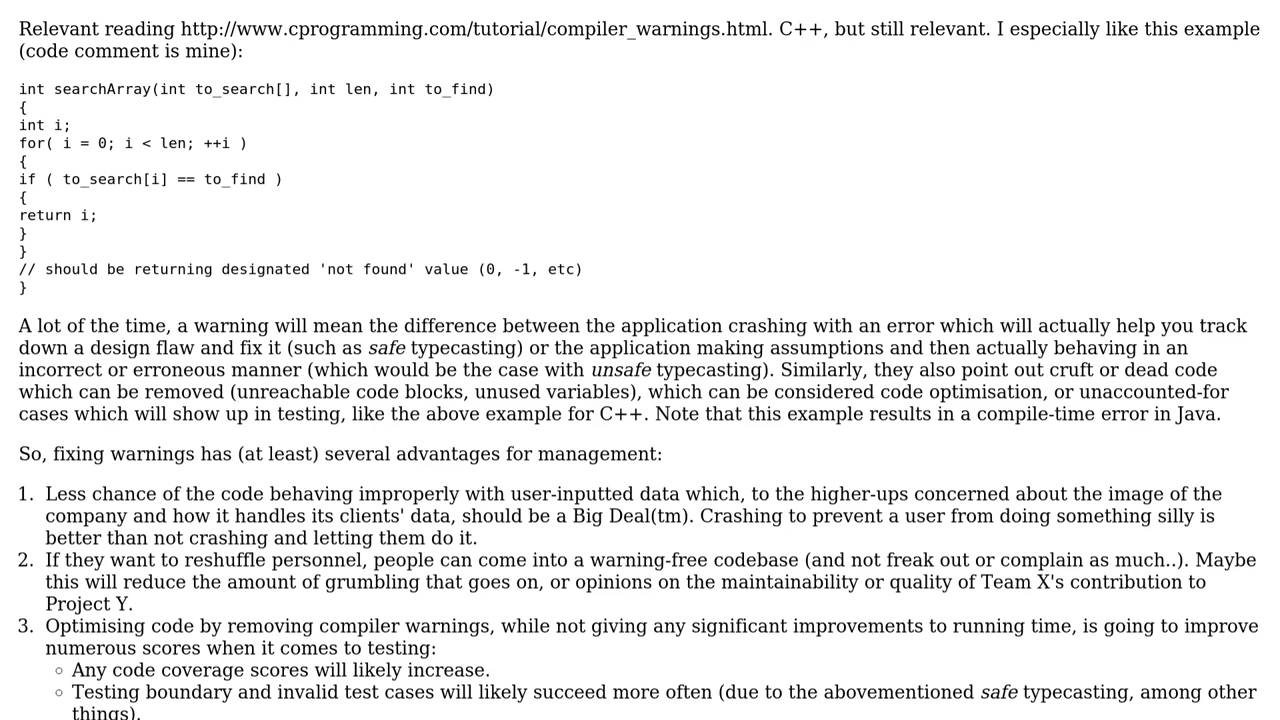 Relevant reading http://www.cprogramming.com/tutorial/compiler_warnings.html. C++, but still relevant. I especially like this example
(code comment is mine):
int searchArray(int to_search[], int len, int to_find)
{
int i;
for( i = 0; i < len; ++i )
{
if ( to_search[i] == to_find )
{
return i;
}
}
// should be returning designated 'not found' value (0, -1, etc)
}
A lot of the time, a warning will mean the difference between the application crashing with an error which will actually help you track
down a design flaw and fix it (such as safe typecasting) or the application making assumptions and then actually behaving in an
incorrect or erroneous manner (which would be the case with unsafe typecasting). Similarly, they also point out cruft or dead code
which can be removed (unreachable code blocks, unused variables), which can be considered code optimisation, or unaccounted-for
cases which will show up in testing, like the above example for C++. Note that this example results in a compile-time error in Java.
So, fixing warnings has (at least) several advantages for management:
1. Less chance of the code behaving improperly with user-inputted data which, to the higher-ups concerned about the image of the
company and how it handles its clients' data, should be a Big Deal(tm). Crashing to prevent a user from doing something silly is
better than not crashing and letting them do it.
2. If they want to reshuffle personnel, people can come into a warning-free codebase (and not freak out or complain as much..). Maybe
this will reduce the amount of grumbling that goes on, or opinions on the maintainability or quality of Team X's contribution to
Project Y.
3. Optimising code by removing compiler warnings, while not giving any significant improvements to running time, is going to improve
numerous scores when it comes to testing:
◦ Any code coverage scores will likely increase.
◦ Testing boundary and invalid test cases will likely succeed more often (due to the abovementioned safe typecasting, among other
things).